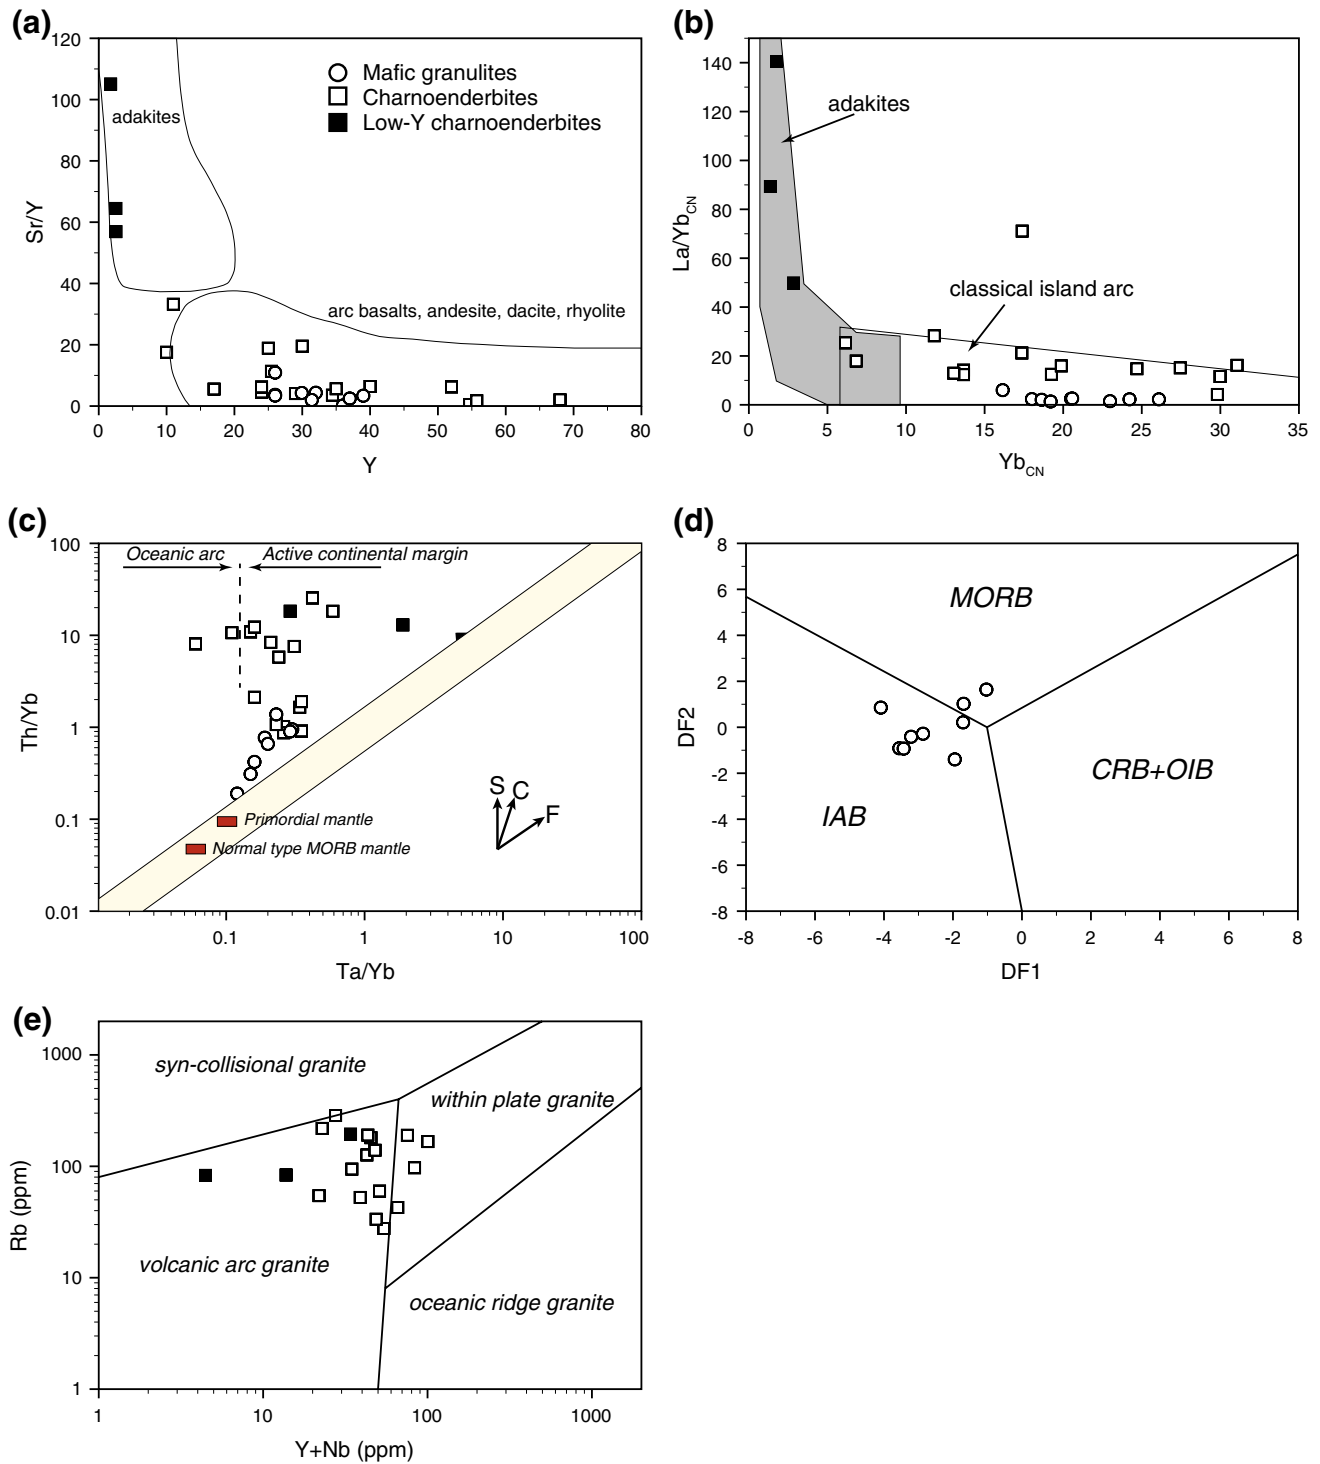 (a)
120
100
80
60
40
20
0
Sr/Y
adakites
Mafic granulites
Charnoenderbites
Low-Y charnoenderbites
arc basalts, andesite, dacite, rhyolite
0 10 20 30 40 50 60 70 80
Y
(b)
140
120
100
80
60
40
20
0
La/YbCN
adakites
classical island arc
0 5 10 15 20 25 30 35
YbCN
(c)
100
10
1
0.1
0.01
Th/Yb
Oceanic arc
Active continental margin
S C
F
Primordial mantle
Normal type MORB mantle
0.1 1 10 100
Ta/Yb
(d)
8
6
4
2
0
-2
-4
-6
-8
DF2
MORB
CRB+OIB
IAB
-8 -6 -4 -2 0 2 4 6 8
DF1
(e)
1000
100
10
1
Rb (ppm)
syn-collisional granite
within plate granite
volcanic arc granite
oceanic ridge granite
1 10 100 1000
Y+Nb (ppm)